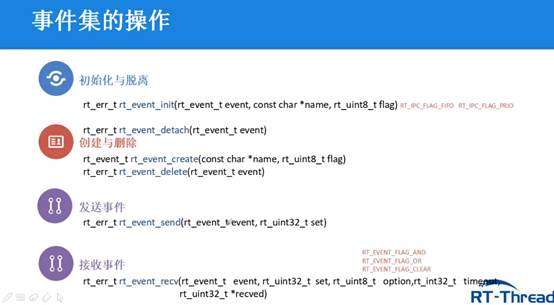 事件集的操作
初始化与脱离
rt_err_t rt_event_init(rt_event_t event, const char *name, rt_uint8_t flag) RT_IPC_FLAG_FIFO RT_IPC_FLAG_PRIO
rt_err_t rt_event_detach(rt_event_t event)
创建与删除
rt_event_t rt_event_create(const char *name, rt_uint8_t flag)
rt_err_t rt_event_delete(rt_event_t event)
发送事件
rt_err_t rt_event_send(rt_event_t event, rt_uint32_t set)
RT_EVENT_FLAG_AND
RT_EVENT_FLAG_OR
RT_EVENT_FLAG_CLEAR
接收事件
rt_err_t rt_event_recv(rt_event_t event, rt_uint32_t set, rt_uint8_t option,rt_int32_t timeout,
rt_uint32_t *recved)
RT-Thread